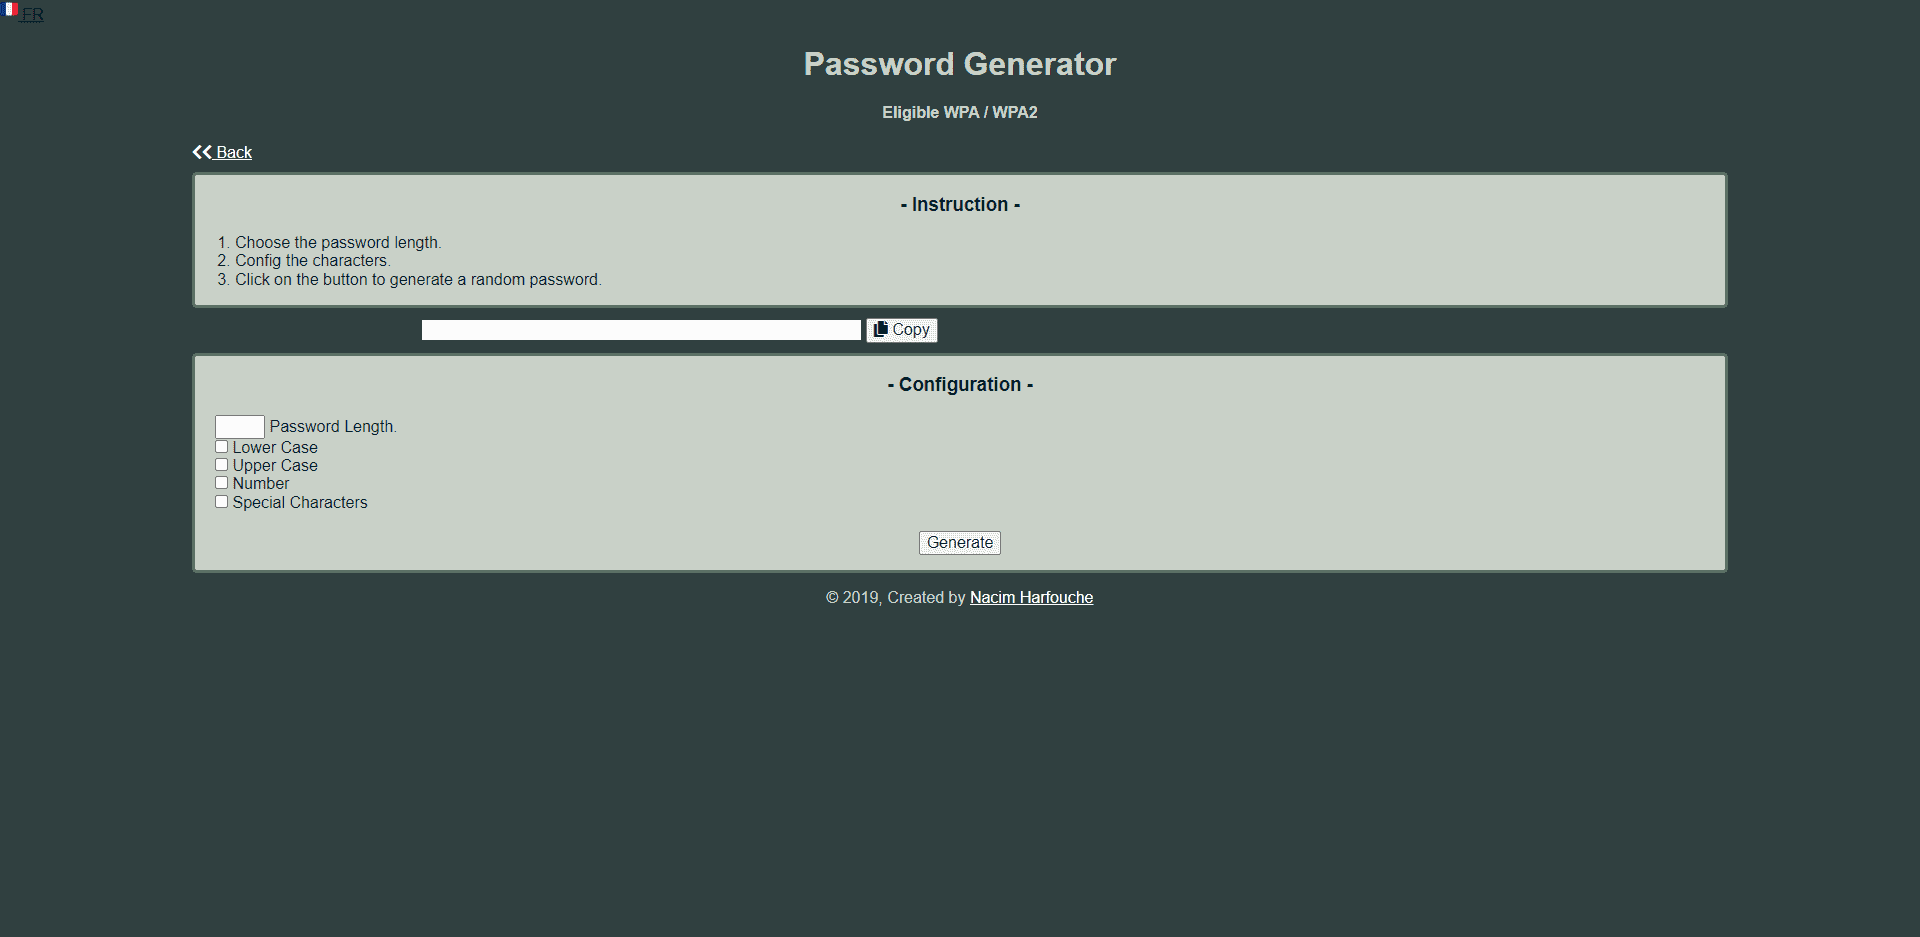 FR
Password Generator
Eligible WPA / WPA2
Back
- Instruction -
1. Choose the password length.
2. Config the characters.
3. Click on the button to generate a random password.
Copy
- Configuration -
Password Length.
Lower Case
Upper Case
Number
Special Characters
Generate
© 2019, Created by Nacim Harfouche